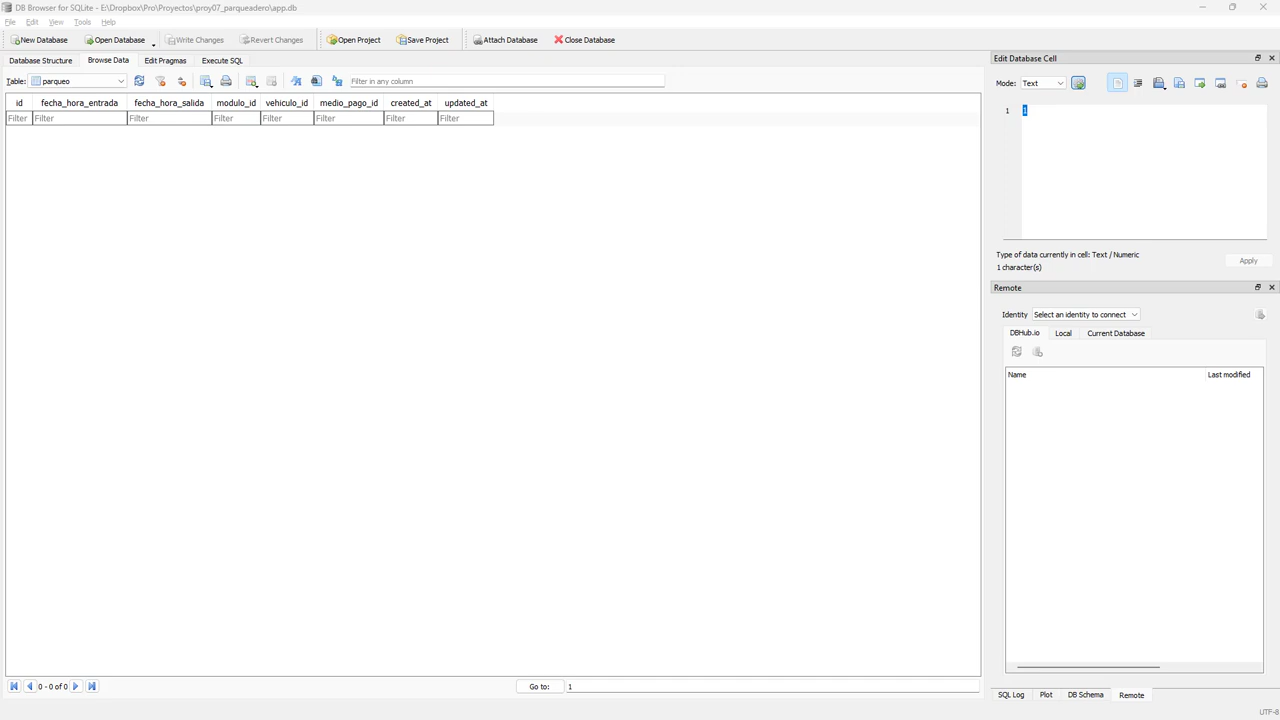 DB Browser for SQLite - E:\Dropbox\Pro\Proyectos\proy07_parqueadero\app.db
File Edit View Tools Help
New Database Open Database Write Changes Revert Changes Open Project Save Project Attach Database Close Database
Database Structure Browse Data Edit Pragmas Execute SQL
Table: parqueo Filter in any column
id fecha_hora_entrada fecha_hora_salida modulo_id vehiculo_id medio_pago_id created_at updated_at
Filter Filter Filter Filter Filter Filter Filter Filter
0 - 0 of 0 Go to: 1
Edit Database Cell
Mode: Text
1 1
Type of data currently in cell: Text / Numeric
1 character(s)
Apply
Remote
Identity Select an identity to connect
DBHub.io Local Current Database
Name Last modified
SQL Log Plot DB Schema Remote
UTF-8